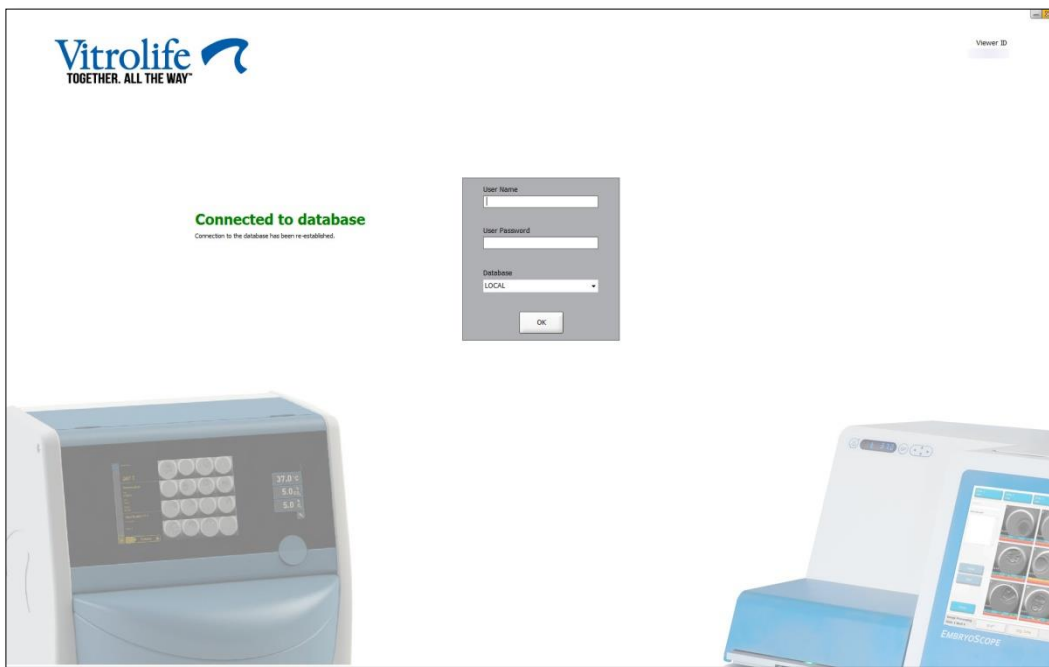 Vitrolife
TOGETHER. ALL THE WAY™
Viewer ID
User Name
Connected to database
Connection to the database has been re-established.
User Password
Database
LOCAL
OK
37.0 °C
5.0
5.0
EMBRYOSCOPE